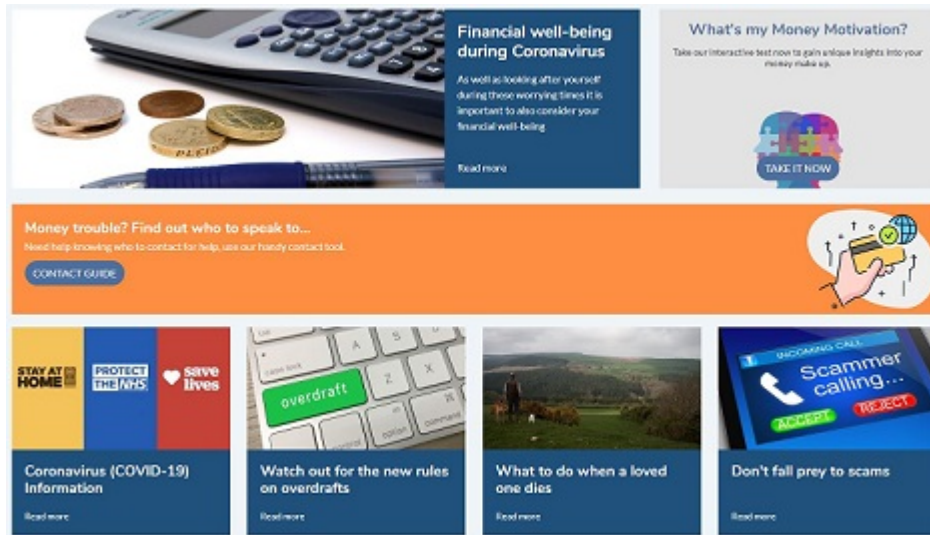 Financial well-being
during Coronavirus
As well as looking after yourself
during these worrying times it is
important to also consider your
financial well-being
Read more
What's my Money Motivation?
Take our interactive test now to gain unique insights into your
money make up.
TAKE IT NOW
Money trouble? Find out who to speak to...
Need help knowing who to contact for help, use our handy contact tool.
CONTACT GUIDE
STAY AT
HOME
PROTECT
THE NHS
save
lives
A
S
caps lock
overdraft
Z
X
control
option
command
INCOMING CALL
Scammer
calling...
ACCEPT
REJECT
Coronavirus (COVID-19)
Information
Read more
Watch out for the new rules
on overdrafts
Read more
What to do when a loved
one dies
Read more
Don't fall prey to scams
Read more